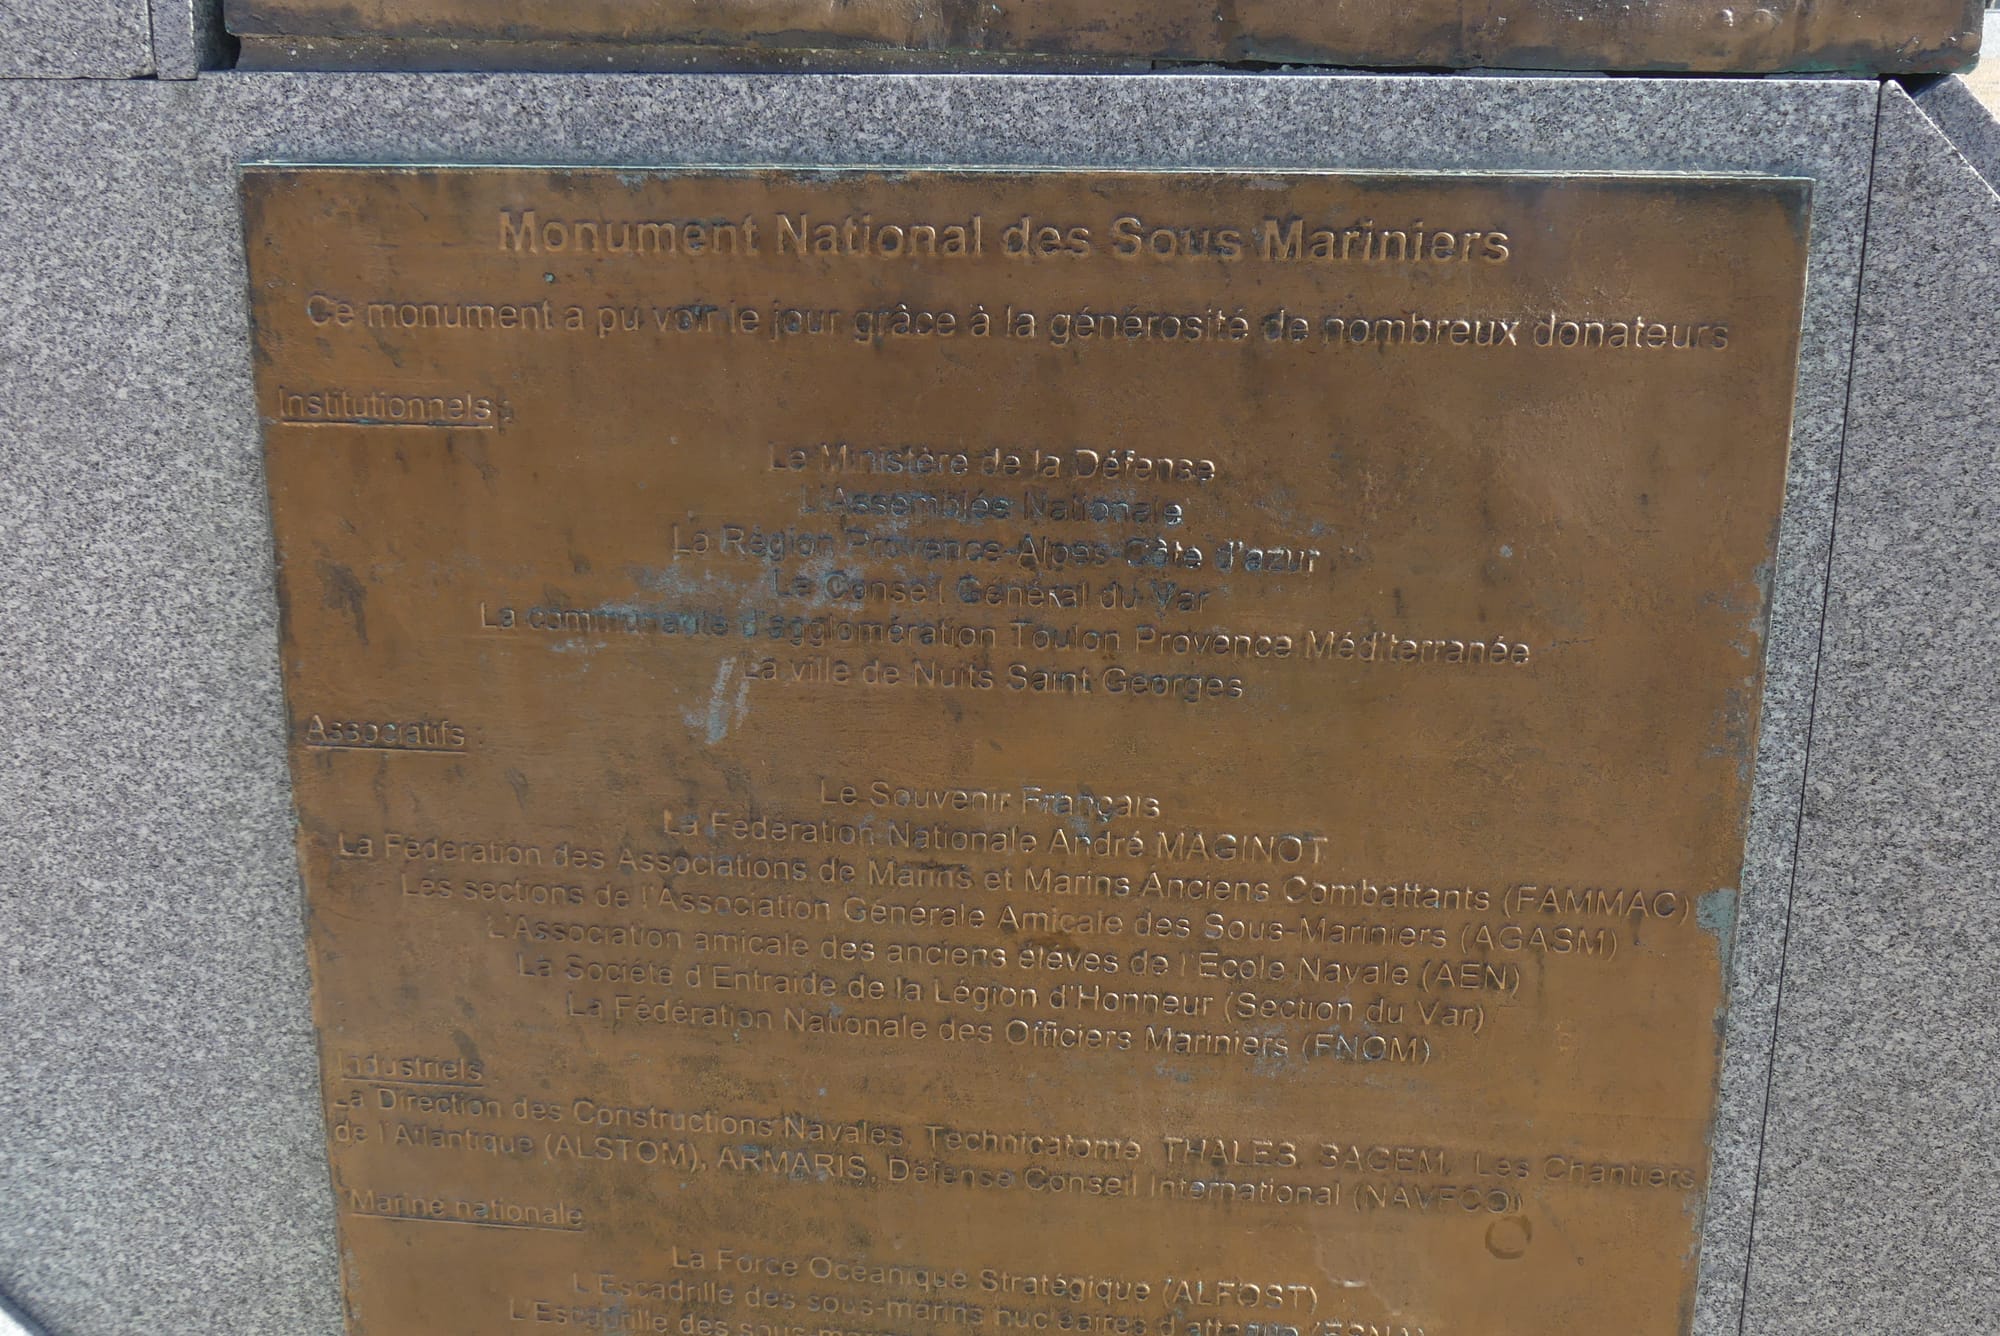 Monument National des Sous Mariniers
Ce monument a pu voir le jour grâce à la générosité de nombreux donateurs
Institutionnels :
Le Ministère de la Défense
L'Assemblée Nationale
La Région Provence-Alpes-Côte d'azur
Le Conseil Général du Var
La communauté d'agglomération Toulon Provence Méditerranée
La ville de Nuits Saint Georges
Associatifs :
Le Souvenir Français
La Fédération Nationale André MAGINOT
La Fédération des Associations de Marins et Marins Anciens Combattants (FAMMAC)
Les sections de l'Association Générale Amicale des Sous-Mariniers (AGASM)
L'Association amicale des anciens élèves de l'Ecole Navale (AEN)
La Société d'Entraide de la Légion d'Honneur (Section du Var)
La Fédération Nationale des Officiers Mariniers (FNOM)
Industriels :
La Direction des Constructions Navales, Technicatome, THALES, SAGEM, Les Chantiers
de l'Atlantique (ALSTOM), ARMARIS, Défense Conseil International (NAVFCO)
Marine nationale
La Force Océanique Stratégique (ALFOST)
L'Escadrille des sous-marins nucléaires d'attaque (ESNA)
L'Escadrille des